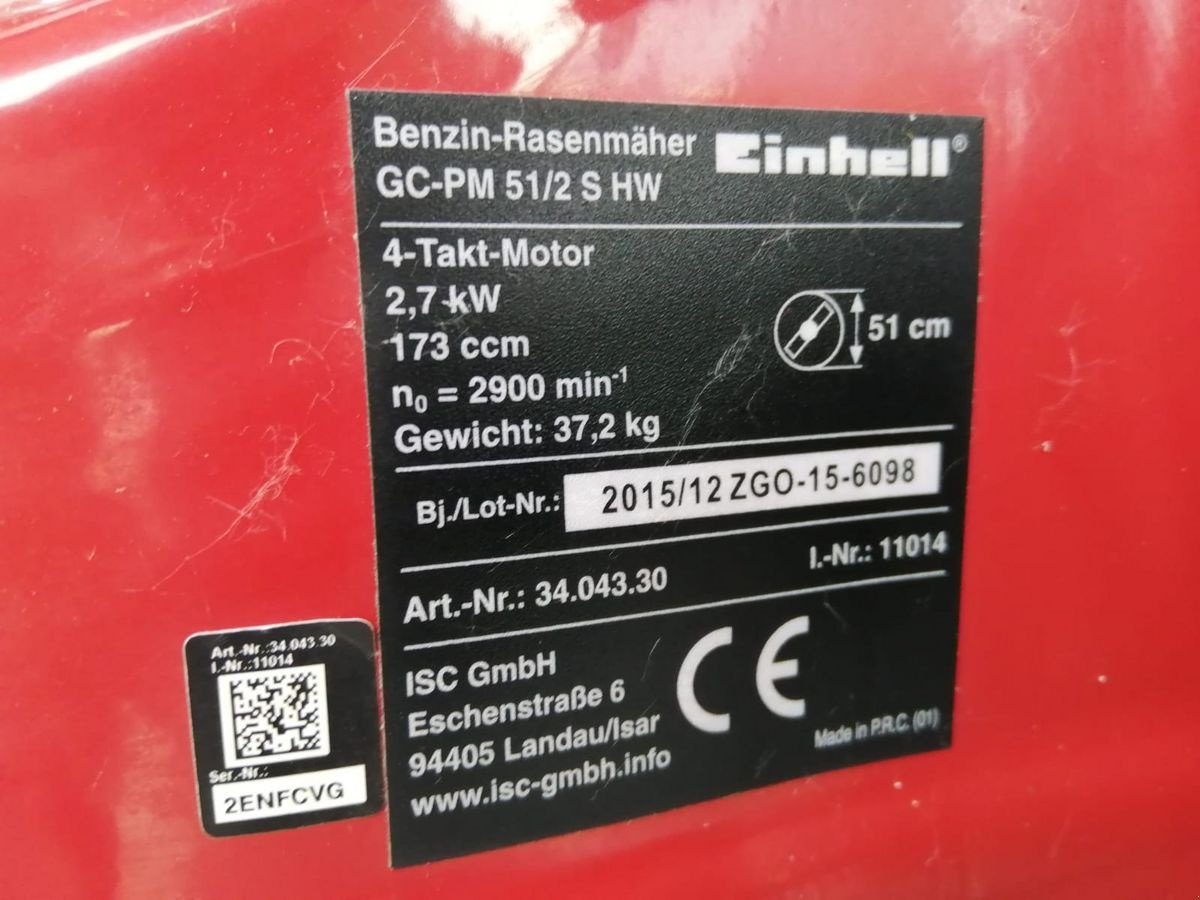 Benzin-Rasenmäher
GC-PM 51/2 S HW
Einhell®
4-Takt-Motor
2,7 kW
173 ccm
n₀ = 2900 min⁻¹
Gewicht: 37,2 kg
51 cm
Bj./Lot-Nr.: 2015/12 ZGO-15-6098
I.-Nr.: 11014
Art.-Nr.: 34.043.30
ISC GmbH
Eschenstraße 6
94405 Landau/Isar
www.isc-gmbh.info
CE
Made in P.R.C. (01)
Art.-Nr.:34.043.30
I.-Nr.:11014
Ser.-Nr.:
2ENFCVG